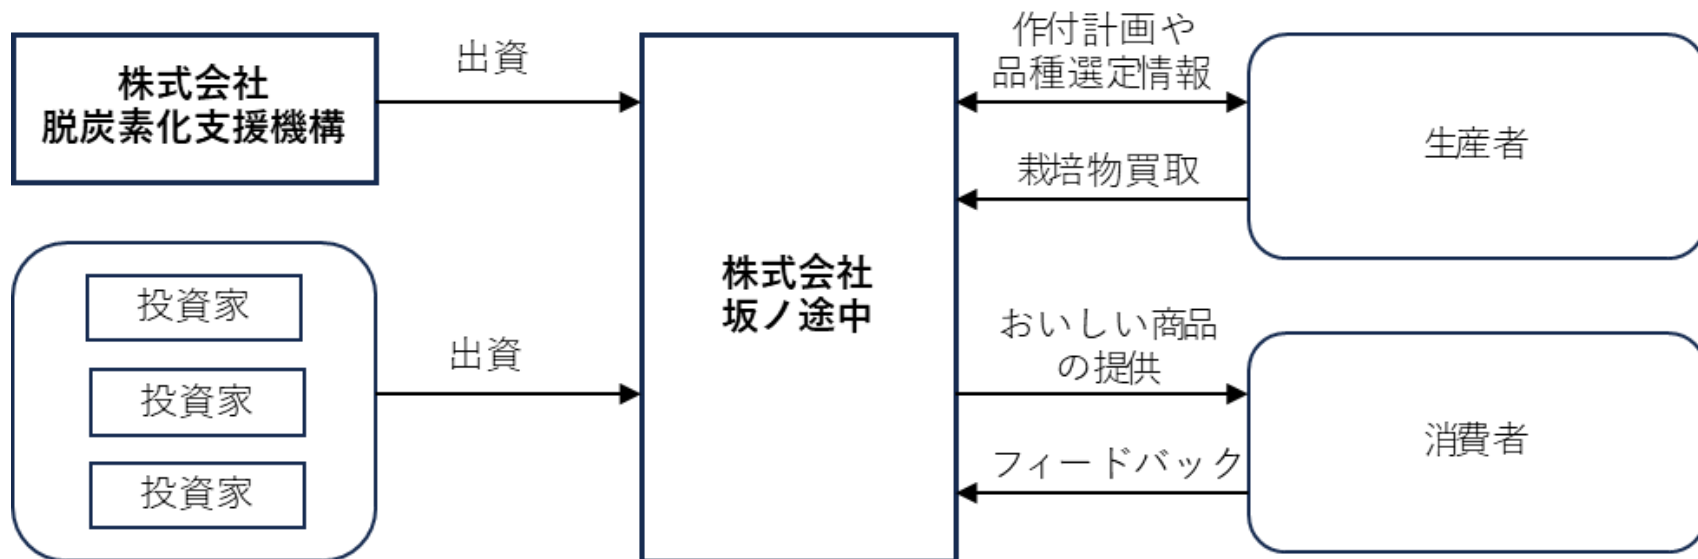 株式会社
脱炭素化支援機構
出資
投資家
投資家
投資家
出資
株式会社
坂ノ途中
作付計画や
品種選定情報
栽培物買取
生産者
おいしい商品
の提供
フィードバック
消費者